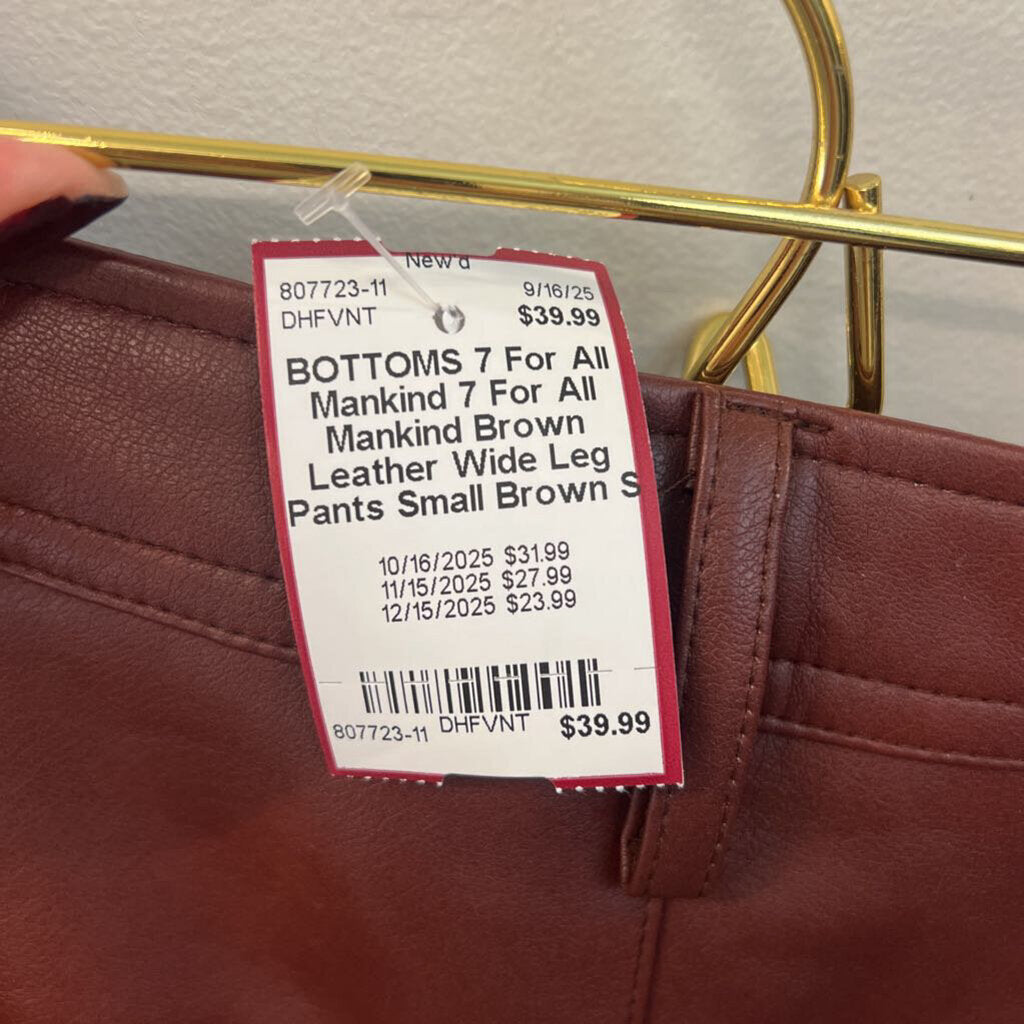 New'd
807723-11 9/16/25
DHFVNT $39.99
BOTTOMS 7 For All
Mankind 7 For All
Mankind Brown
Leather Wide Leg
Pants Small Brown S
10/16/2025 $31.99
11/15/2025 $27.99
12/15/2025 $23.99
807723-11 DHFVNT $39.99